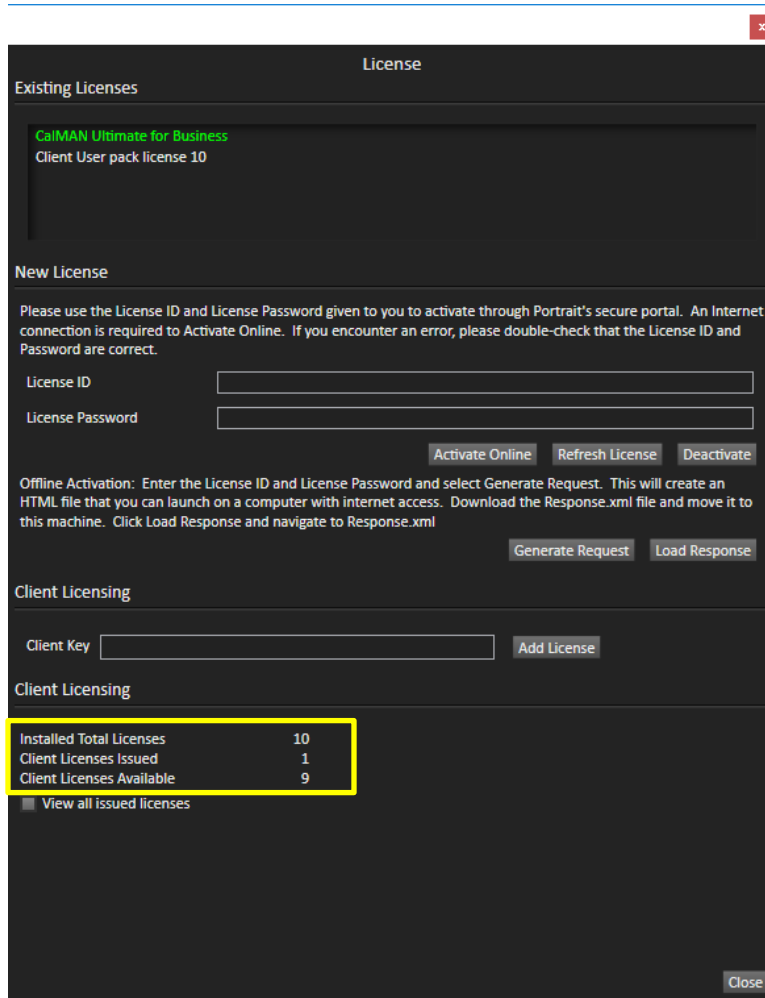 x
License
Existing Licenses
CalMAN Ultimate for Business
Client User pack license 10
New License
Please use the License ID and License Password given to you to activate through Portrait's secure portal. An Internet
connection is required to Activate Online. If you encounter an error, please double-check that the License ID and
Password are correct.
License ID
License Password
Activate Online Refresh License Deactivate
Offline Activation: Enter the License ID and License Password and select Generate Request. This will create an
HTML file that you can launch on a computer with internet access. Download the Response.xml file and move it to
this machine. Click Load Response and navigate to Response.xml
Generate Request Load Response
Client Licensing
Client Key Add License
Client Licensing
Installed Total Licenses 10
Client Licenses Issued 1
Client Licenses Available 9
View all issued licenses
Close